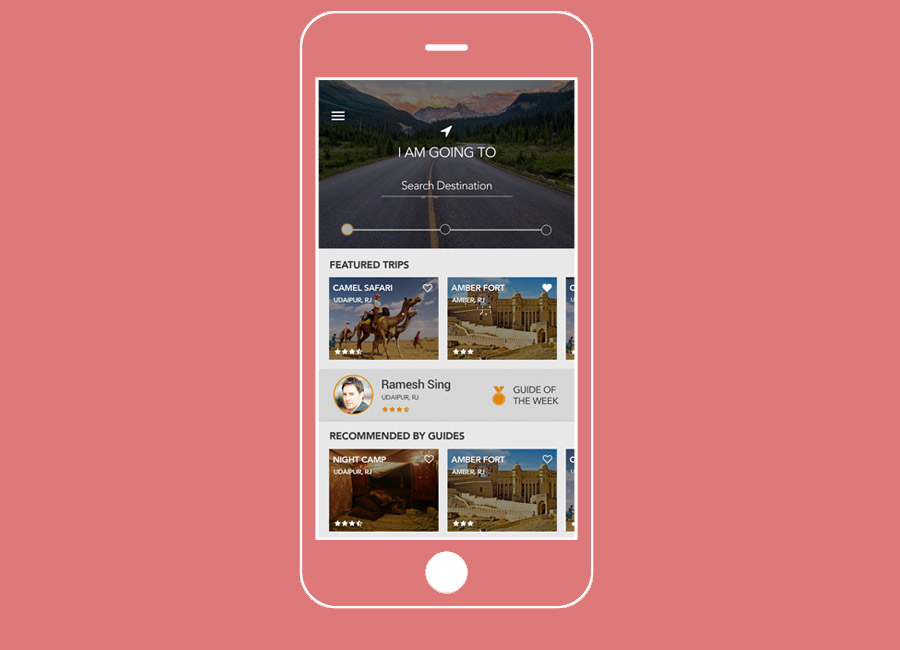 I AM GOING TO
Search Destination
FEATURED TRIPS
CAMEL SAFARI
UDAIPUR, RJ
AMBER FORT
AMBER, RJ
Ramesh Sing
UDAIPUR, RJ
GUIDE OF
THE WEEK
RECOMMENDED BY GUIDES
NIGHT CAMP
UDAIPUR, RJ
AMBER FORT
AMBER, RJ